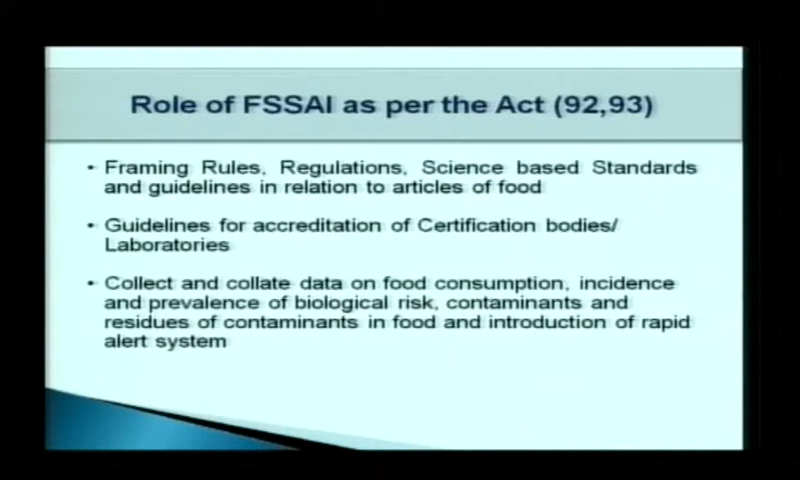 Role of FSSAI as per the Act (92,93)
• Framing Rules, Regulations, Science based Standards
and guidelines in relation to articles of food
• Guidelines for accreditation of Certification bodies/
Laboratories
• Collect and collate data on food consumption, incidence
and prevalence of biological risk, contaminants and
residues of contaminants in food and introduction of rapid
alert system